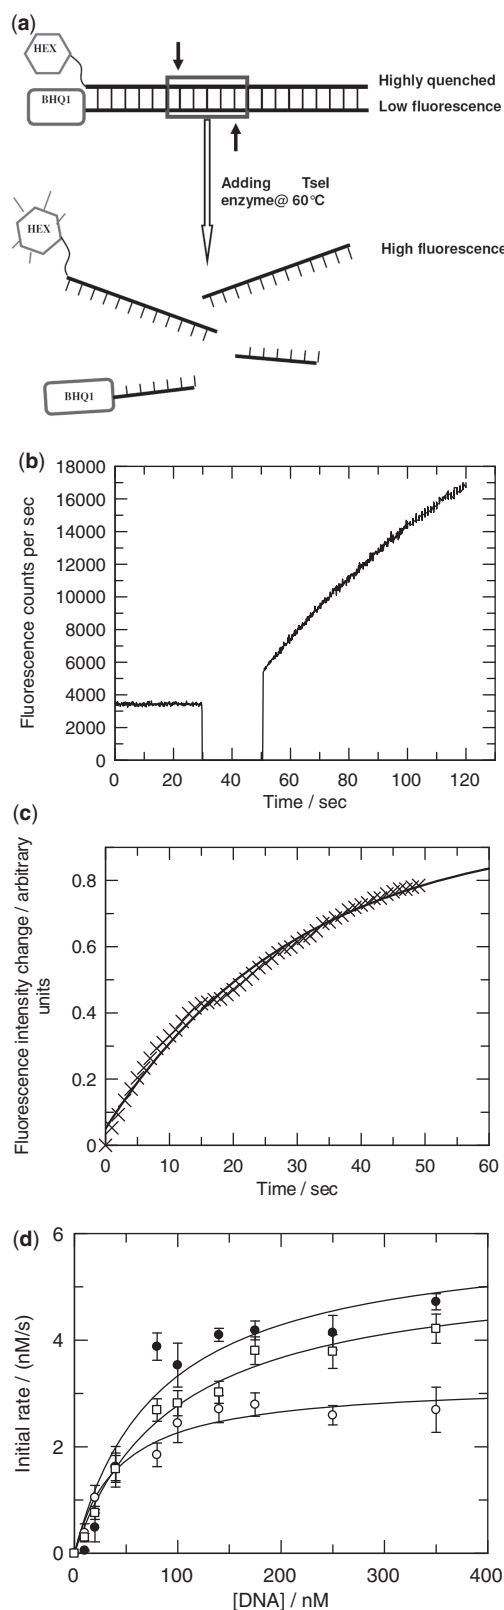 (a)
HEX
BHQ1
Highly quenched
Low fluorescence
Adding TseI
enzyme@ 60°C
HEX
High fluorescence
BHQ1
(b)
18000
16000
14000
12000
10000
8000
6000
4000
2000
0
Fluorescence counts per sec
0 20 40 60 80 100 120
Time / sec
(c)
0.8
0.6
0.4
0.2
0
Fluorescence intensity change / arbitrary
units
0 10 20 30 40 50 60
Time / sec
(d)
6
4
2
0
Initial rate / (nM/s)
0 100 200 300 400
[DNA] / nM